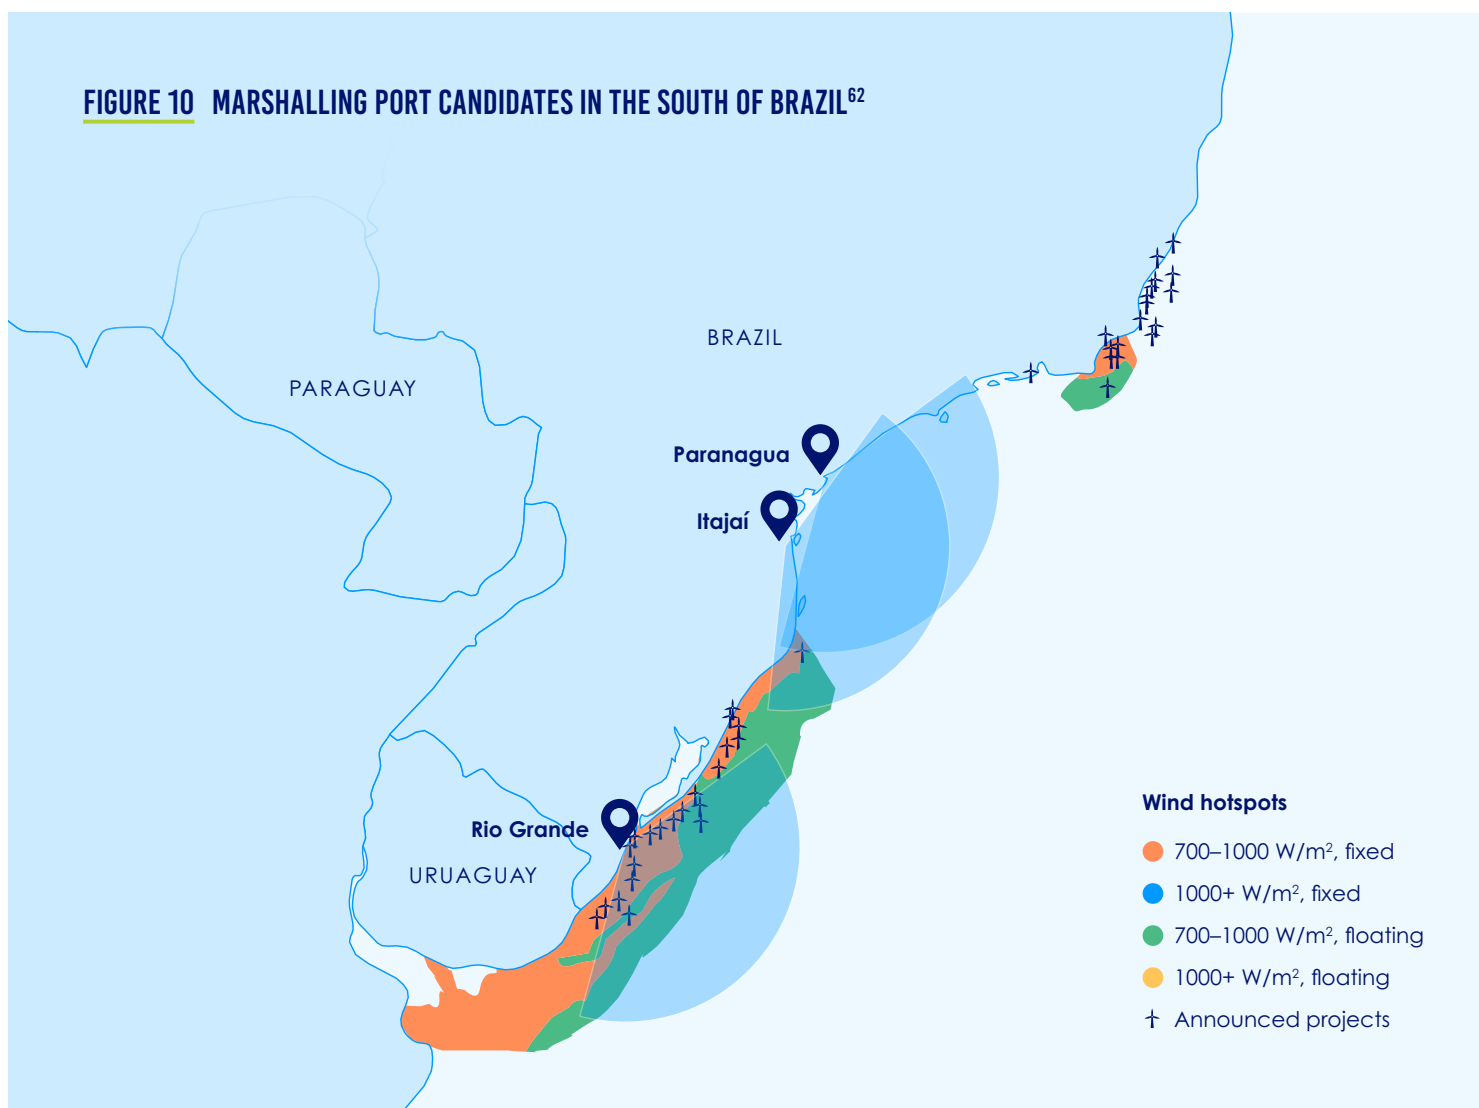 FIGURE 10 MARSHALLING PORT CANDIDATES IN THE SOUTH OF BRAZIL⁶²
BRAZIL
PARAGUAY
Paranagua
Itajaí
Rio Grande
URUAGUAY
Wind hotspots
700–1000 W/m², fixed
1000+ W/m², fixed
700–1000 W/m², floating
1000+ W/m², floating
Announced projects